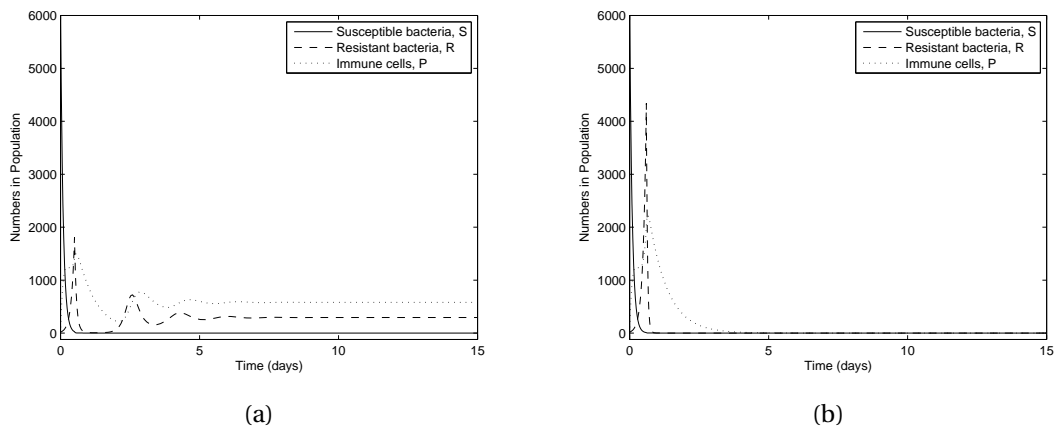 6000
5000
4000
3000
2000
1000
0
Numbers in Population
0 5 10 15
Time (days)
Susceptible bacteria, S
Resistant bacteria, R
Immune cells, P
(a)
6000
5000
4000
3000
2000
1000
0
Numbers in Population
0 5 10 15
Time (days)
Susceptible bacteria, S
Resistant bacteria, R
Immune cells, P
(b)